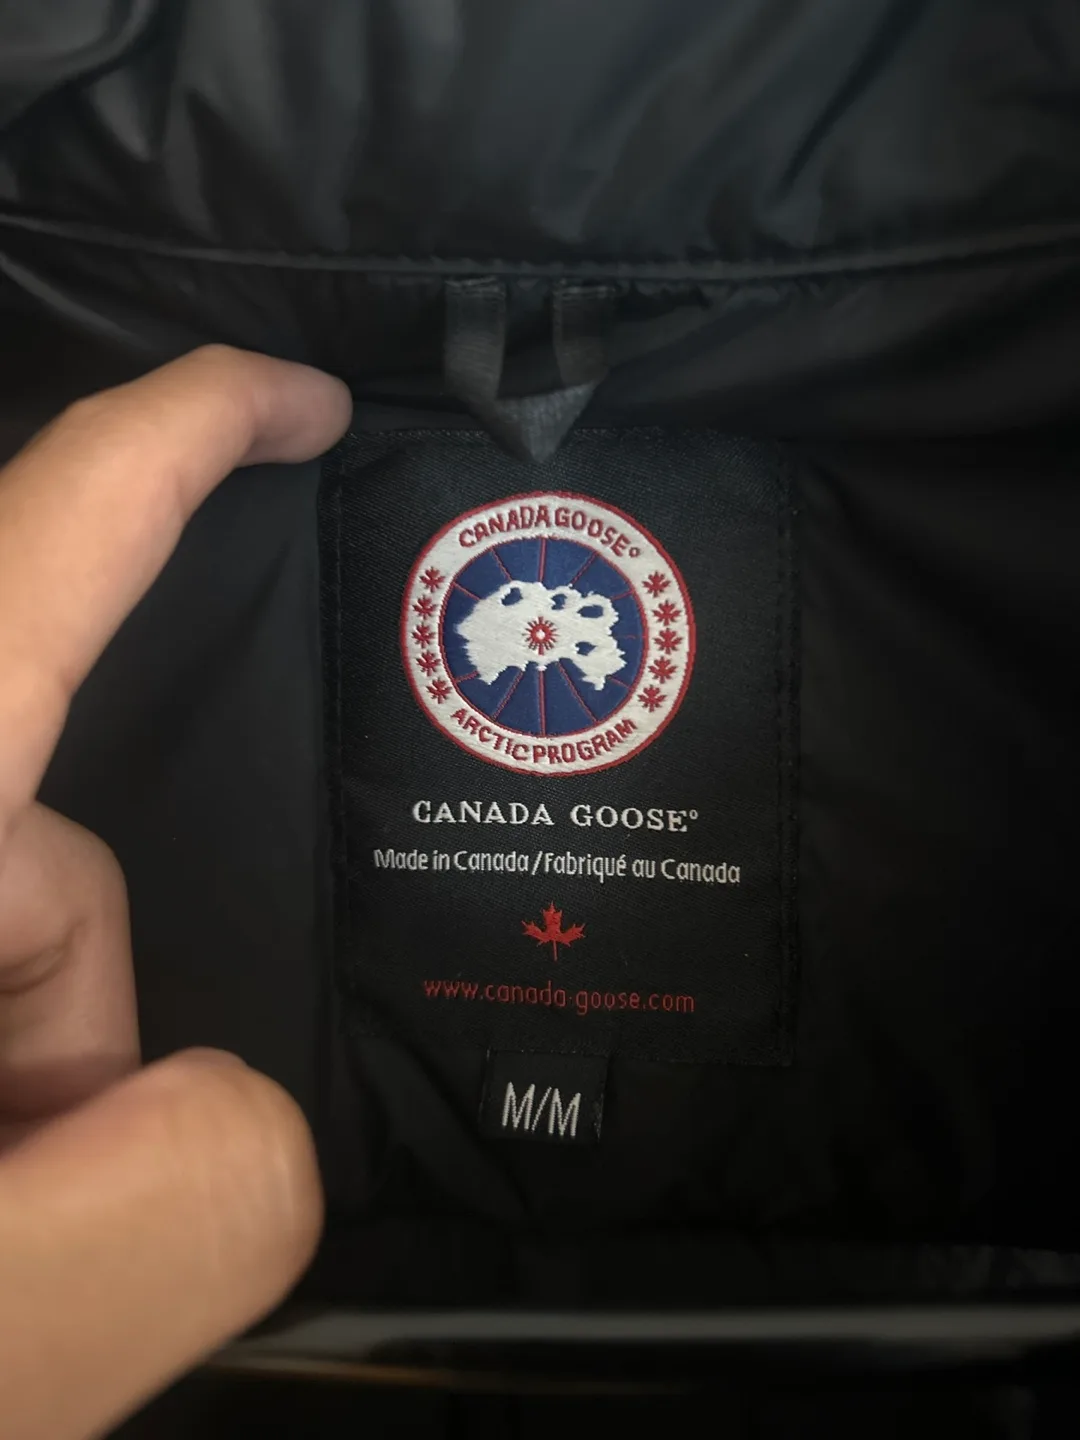 CANADA GOOSE®
ARCTIC PROGRAM
CANADA GOOSE®
Made in Canada/Fabriqué au Canada
www.canada-goose.com
M/M